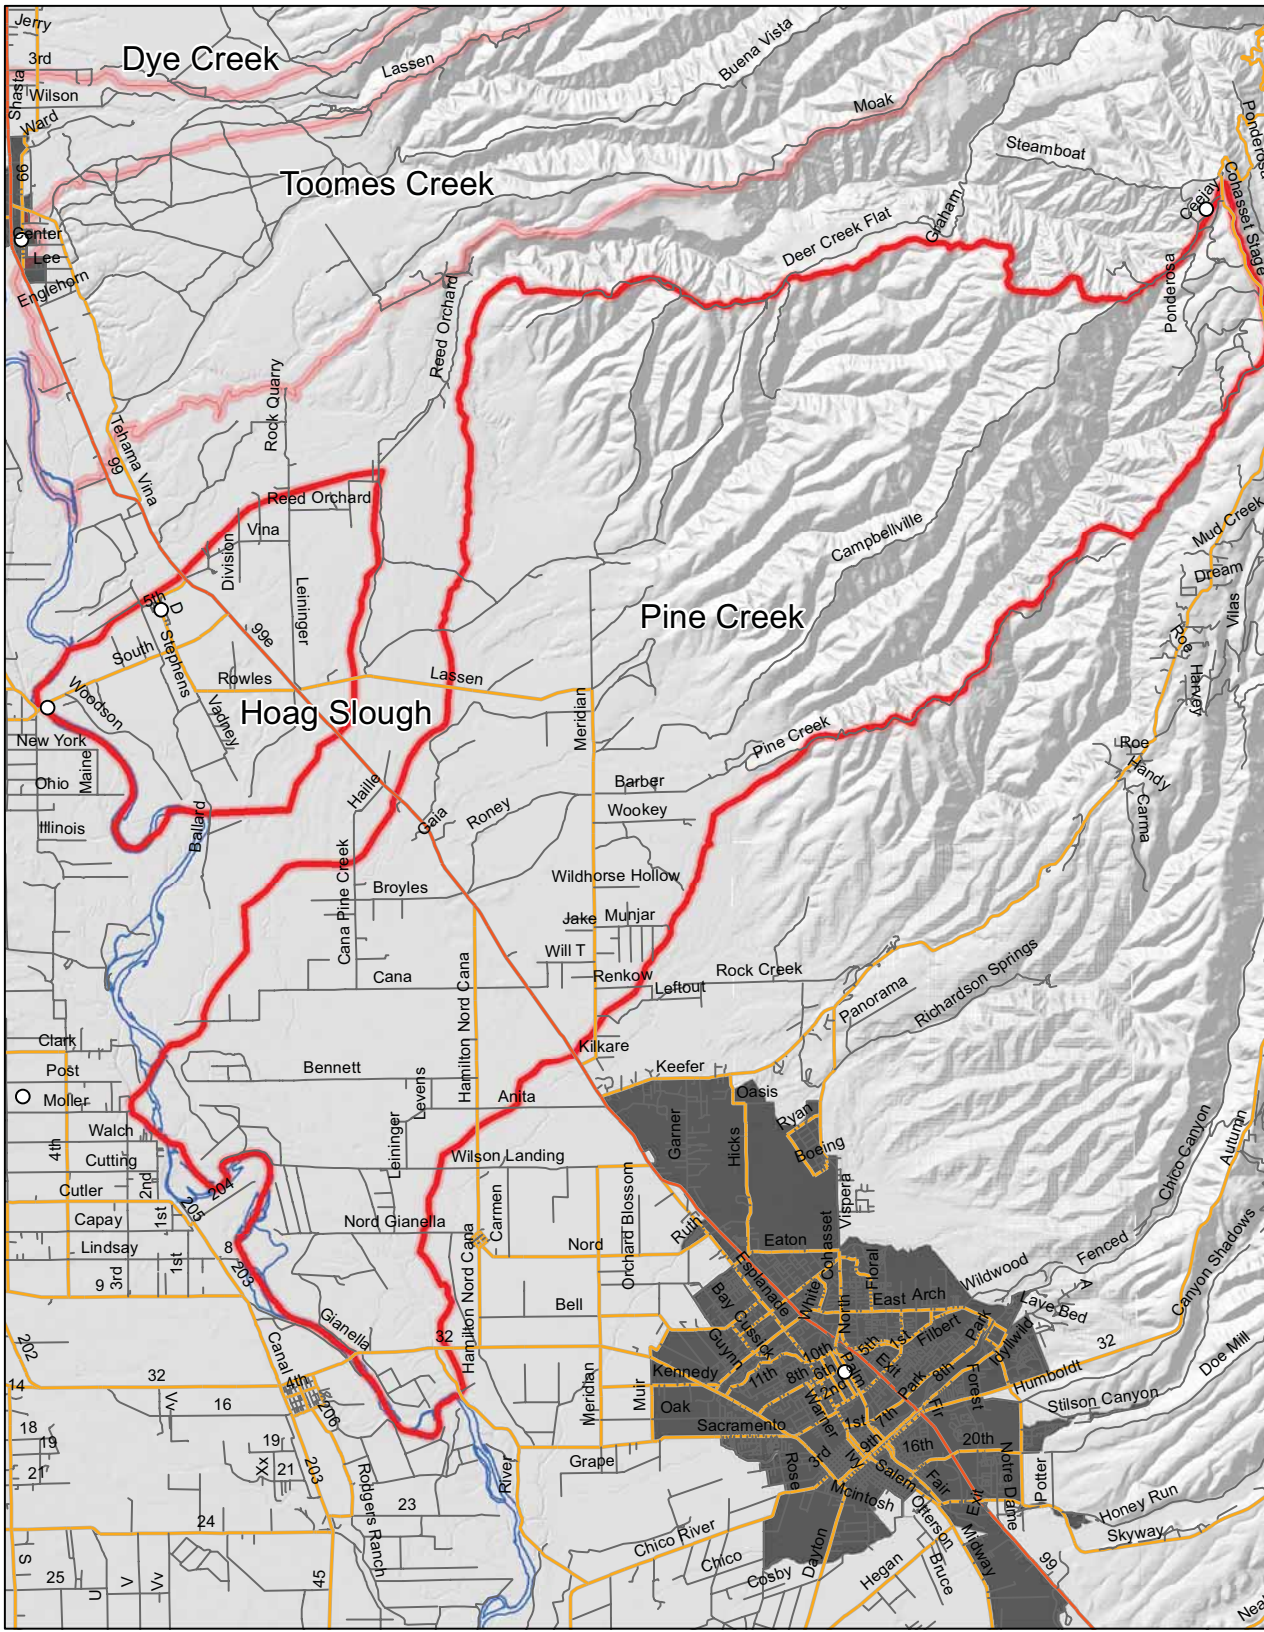 Jerry
3rd
Dye Creek
Lassen
Buena Vista
Shasta
Wilson
Ward
Moak
Ponderosa
Steamboat
99
Toomes Creek
Cohasset Stage
Ceejay
Graham
Center
Deer Creek Flat
Lee
Englehorn
Ponderosa
Reed Orchard
Rock Quarry
Tehama Vina
99
Reed Orchard
Mud Creek
Vina
Campbellville
Division
Dream
Leininger
5th
D
Vilas
Pine Creek
99e
Roe
South
Stephens
Harvey
Rowles
Lassen
Woodson
Vadney
Hoag Slough
Meridian
New York
Pine Creek
Roe
Maine
Handy
Ohio
Barber
Haille
Carma
Wookey
Gaia
Roney
Illinois
Ballard
Cana Pine Creek
Broyles
Wildhorse Hollow
Jake
Munjar
Will T
Cana
Renkow
Rock Creek
Leftout
Richardson Springs
Panorama
Hamilton Nord Cana
Clark
Kilkare
Post
Bennett
Keefer
Levens
Moller
Anita
Oasis
Ryan
Garner
Hicks
Walch
4th
Leininger
Boeing
Chico Canyon
Autumn
Cutting
Wilson Landing
2nd
204
Cutler
205
Carmen
Orchard Blossom
Vispera
Capay
1st
Nord Gianella
Ruth
Cohasset
Canyon Shadows
Lindsay
8
Nord
Eaton
Fenced
1st
Hamilton Nord Cana
Esplanade
Floral
Wildwood
A
9
3rd
203
Bay
White
East
Arch
Lave Bed
Bell
North
Gianella
Cussick
Park
32
202
32
Canal
Guynn
10th
5th
1st
Filbert
Idyllwild
Doe Mill
Kennedy
11th
8th
6th
Palm
Exit
8th
Humboldt
14
32
4th
Meridian
Muir
2nd
Park
Forest
Stilson Canyon
VV
16
206
Oak
Warner
Fir
18
Sacramento
1st
7th
19
19
9th
16th
20th
21
Xx
21
203
Grape
3rd
Ivy
Rose
Salem
Fair
Notre Dame
Potter
23
Rodgers Ranch
River
Mcintosh
Otterson
Exit
Honey Run
24
Chico River
Midway
Skyway
S
25
U
V
Vv
45
Chico
Cosby
Dayton
Hegan
Bruce
99
Neal